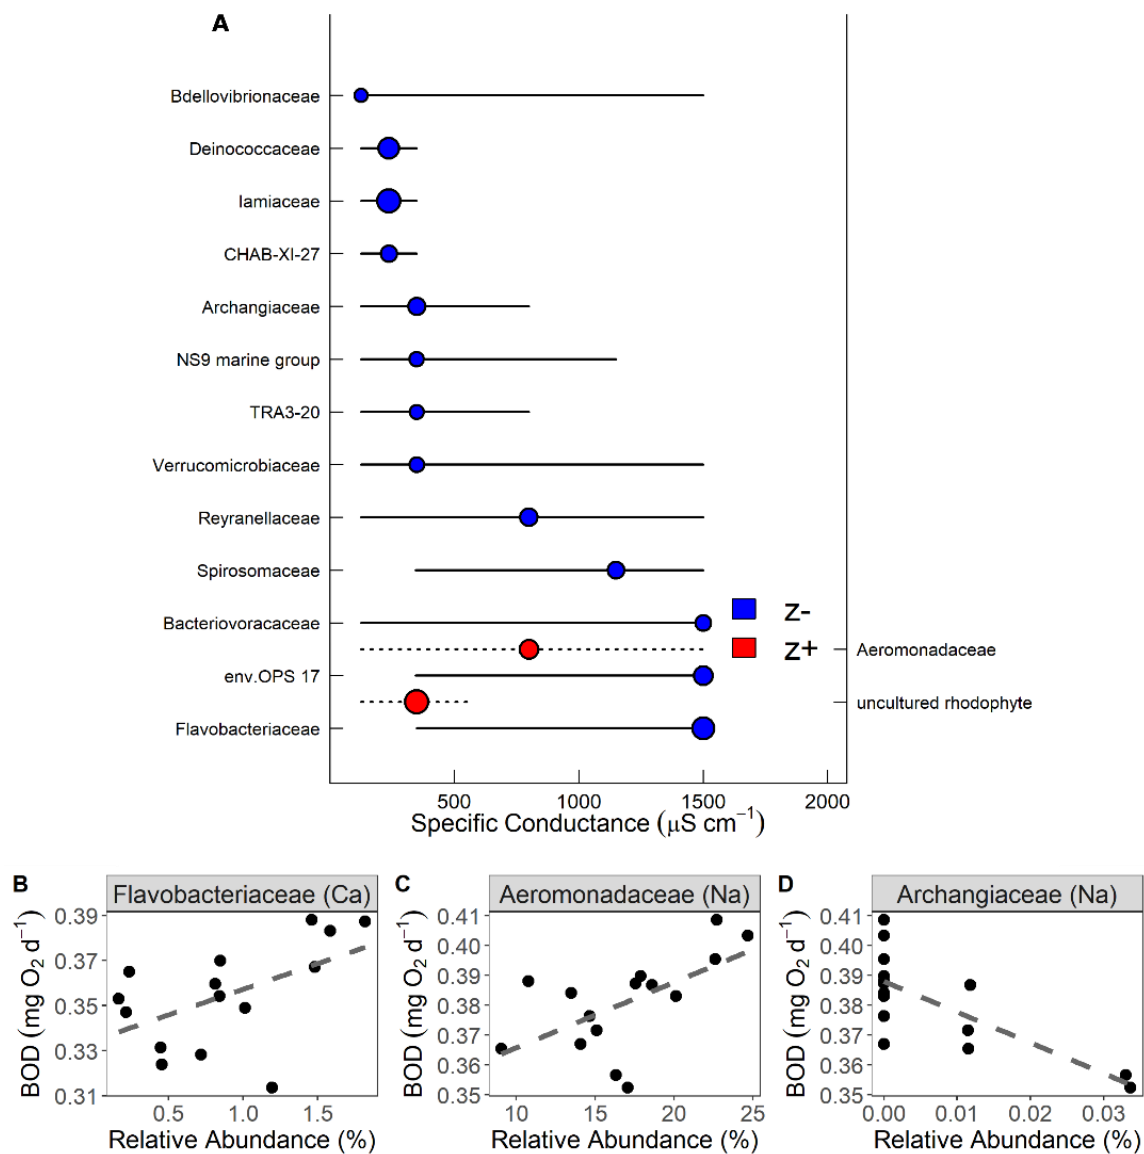 A
Bdellovibrionaceae
Deinococcaceae
Iamiaceae
CHAB-XI-27
Archangiaceae
NS9 marine group
TRA3-20
Verrucomicrobiaceae
Reyranellaceae
Spirosomaceae
Bacteriovoracaceae
env.OPS 17
Flavobacteriaceae
z-
z+
Aeromonadaceae
uncultured rhodophyte
500 1000 1500 2000
Specific Conductance (μS cm⁻¹)
B
Flavobacteriaceae (Ca)
BOD (mg O₂ d⁻¹)
0.39
0.37
0.35
0.33
0.31
0.5 1.0 1.5
Relative Abundance (%)
C
Aeromonadaceae (Na)
BOD (mg O₂ d⁻¹)
0.41
0.40
0.39
0.38
0.37
0.36
0.35
10 15 20 25
Relative Abundance (%)
D
Archangiaceae (Na)
BOD (mg O₂ d⁻¹)
0.41
0.40
0.39
0.38
0.37
0.36
0.35
0.00 0.01 0.02 0.03
Relative Abundance (%)